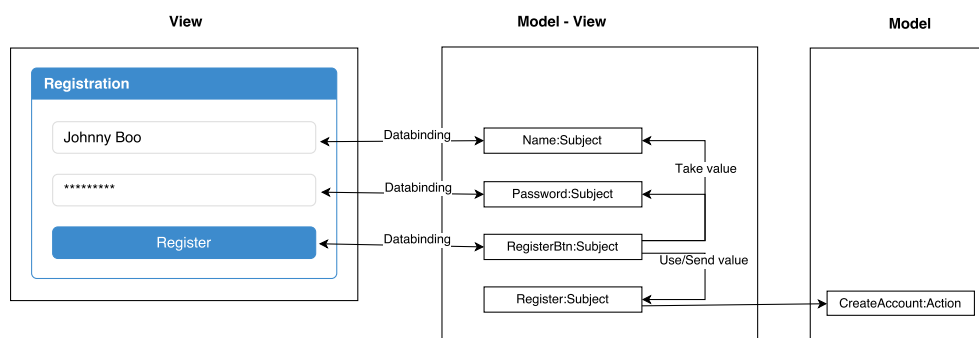 View
Model - View
Model
Registration
Johnny Boo
*********
Register
Databinding
Databinding
Databinding
Name:Subject
Password:Subject
RegisterBtn:Subject
Register:Subject
Take value
Use/Send value
CreateAccount:Action